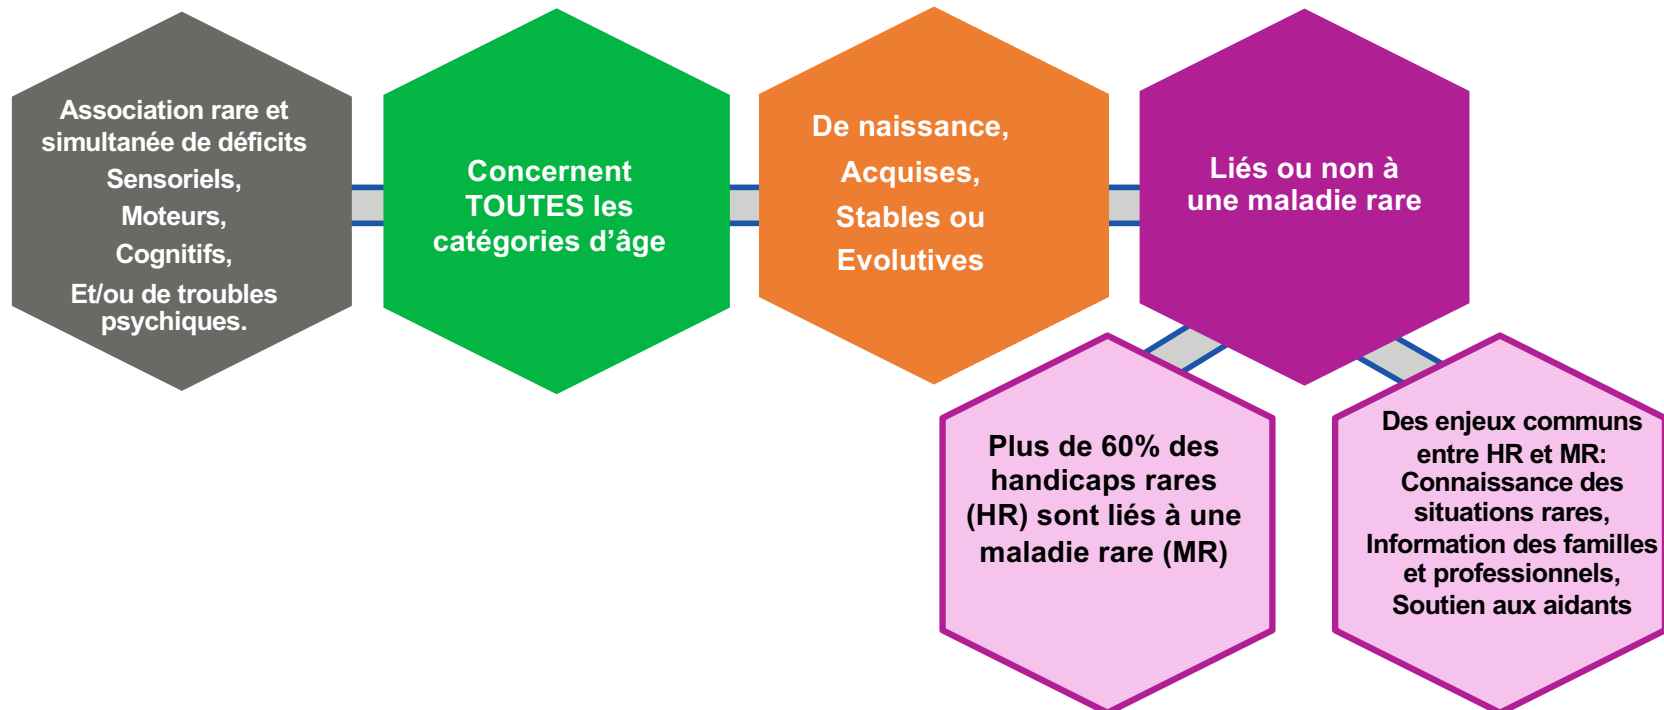 Association rare et
simultanée de déficits
Sensoriels,
Moteurs,
Cognitifs,
Et/ou de troubles
psychiques.
Concernent
TOUTES les
catégories d’âge
De naissance,
Acquises,
Stables ou
Evolutives
Liés ou non à
une maladie rare
Plus de 60% des
handicaps rares
(HR) sont liés à une
maladie rare (MR)
Des enjeux communs
entre HR et MR:
Connaissance des
situations rares,
Information des familles
et professionnels,
Soutien aux aidants